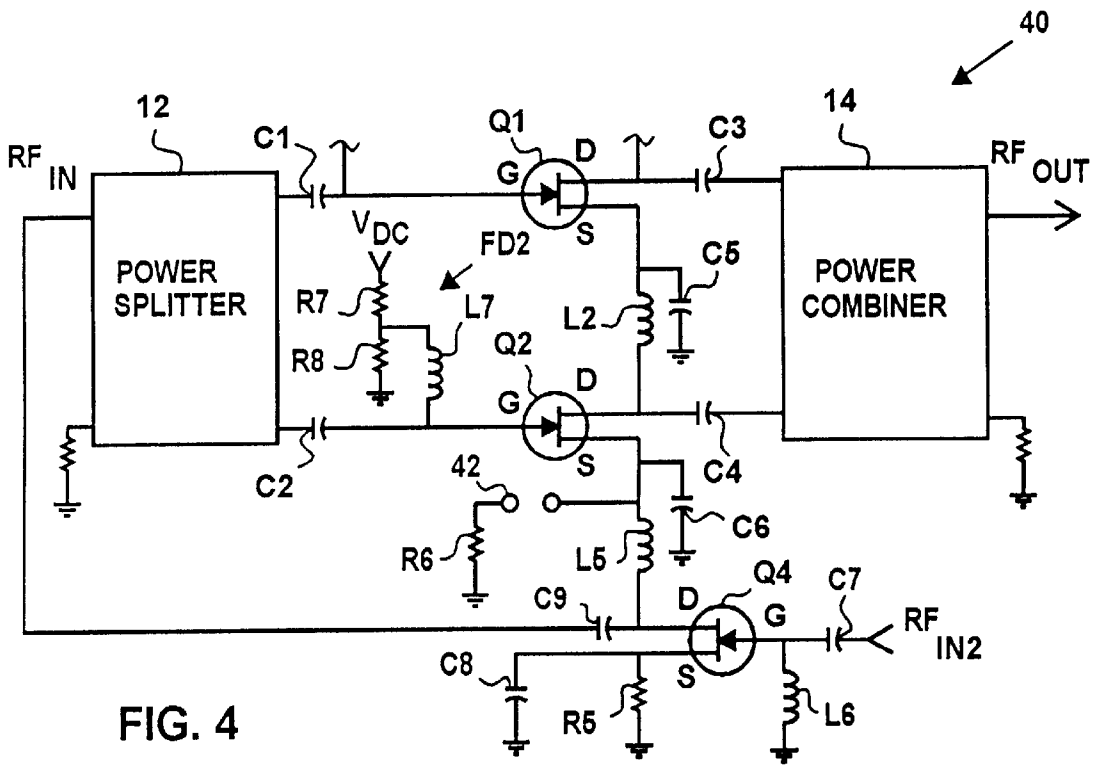 40
12
14
Q1
D
C3
C1
G
RF IN
RF OUT
V DC
S
FD2
C5
POWER SPLITTER
POWER COMBINER
R7
L7
L2
R8
Q2
D
G
S
C2
42
C4
C6
R6
L5
Q4
C7
C9
D
G
RF IN2
C8
S
R5
L6
FIG. 4